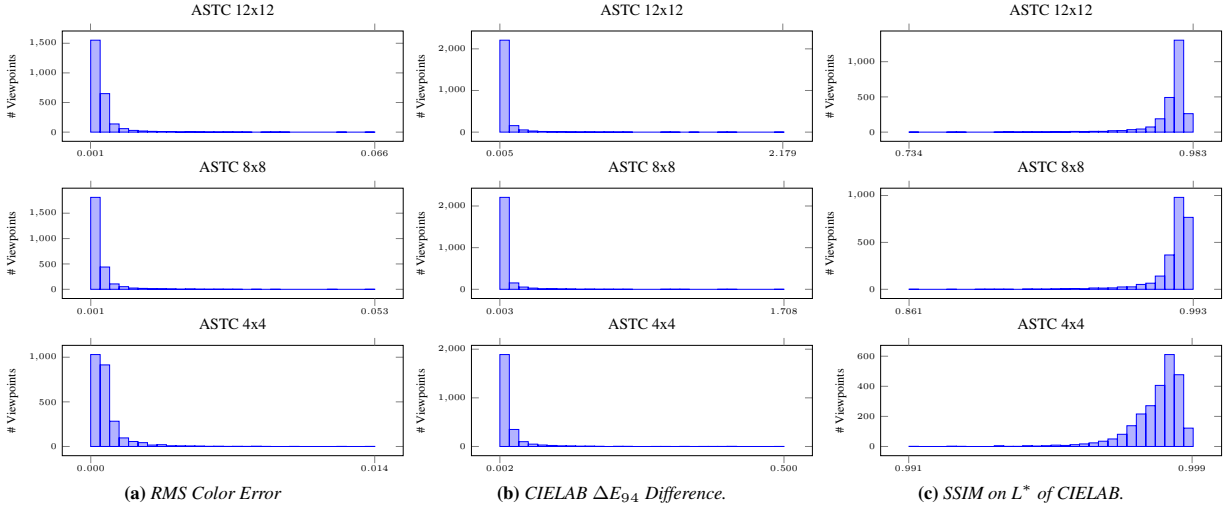 ASTC 12x12
1,500
1,000
500
0
# Viewpoints
0.001
0.066
ASTC 12x12
2,000
1,000
0
# Viewpoints
0.005
2.179
ASTC 12x12
1,000
500
0
# Viewpoints
0.734
0.983
ASTC 8x8
1,500
1,000
500
0
# Viewpoints
0.001
0.053
ASTC 8x8
2,000
1,000
0
# Viewpoints
0.003
1.708
ASTC 8x8
1,000
500
0
# Viewpoints
0.861
0.993
ASTC 4x4
1,000
500
0
# Viewpoints
0.000
0.014
ASTC 4x4
2,000
1,000
0
# Viewpoints
0.002
0.500
ASTC 4x4
600
400
200
0
# Viewpoints
0.991
0.999
(a) RMS Color Error
(b) CIELAB ΔE₉₄ Difference.
(c) SSIM on L* of CIELAB.